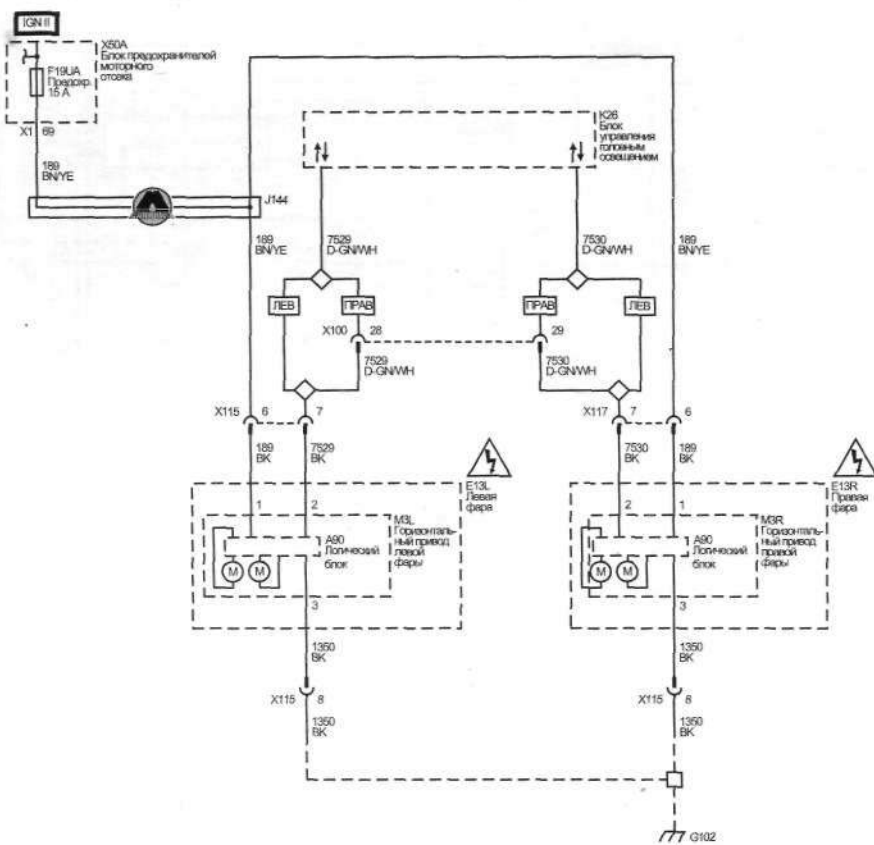 IGN II
X50A
Блок предохранителей
моторного
отсека
F19UA
Предохр.
15 A
X1 69
189
BN/YE
J144
K26
Блок
управления
головным
освещением
189
BN/YE
7529
D-GN/WH
7530
D-GN/WH
189
BN/YE
ЛЕВ
ПРАВ
ПРАВ
ЛЕВ
X100 28
29
7529
D-GN/WH
7530
D-GN/WH
X115 6 7
X117 7 6
189
BK
7529
BK
7530
BK
189
BK
E13L
Левая
фара
E13R
Правая
фара
1 2
2 1
M3L
Горизонталь-
ный привод
левой
фары
M3R
Горизонталь-
ный привод
правой
фары
A90
Логический
блок
A90
Логический
блок
M M
M M
3
3
1350
BK
1350
BK
X115 8
X115 8
1350
BK
1350
BK
G102